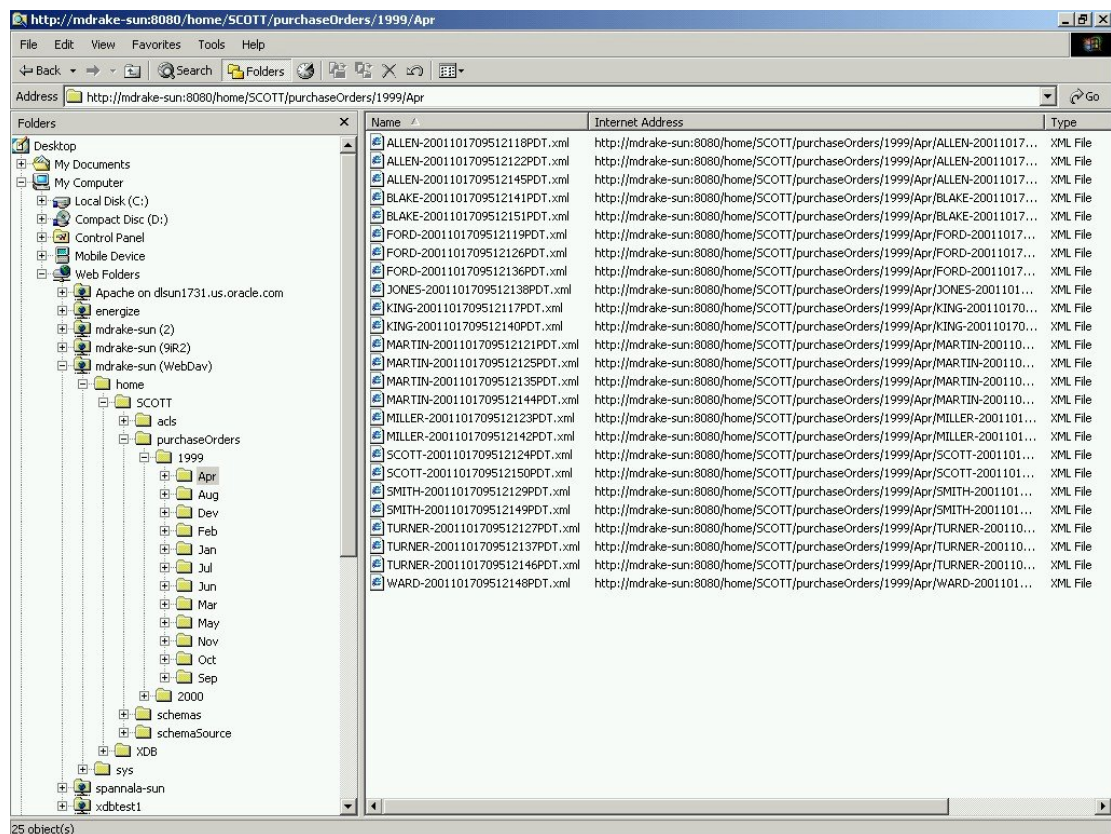 http://mdrake-sun:8080/home/SCOTT/purchaseOrders/1999/Apr
File Edit View Favorites Tools Help
Back Search Folders
Address http://mdrake-sun:8080/home/SCOTT/purchaseOrders/1999/Apr Go
Folders
Desktop
My Documents
My Computer
Local Disk (C:)
Compact Disc (D:)
Control Panel
Mobile Device
Web Folders
Apache on dlsun1731.us.oracle.com
energize
mdrake-sun (2)
mdrake-sun (9iR2)
mdrake-sun (WebDav)
home
SCOTT
acls
purchaseOrders
1999
Apr
Aug
Dev
Feb
Jan
Jul
Jun
Mar
May
Nov
Oct
Sep
2000
schemas
schemaSource
XDB
sys
spannala-sun
xdbtest1
Name Internet Address Type
ALLEN-2001101709512118PDT.xml http://mdrake-sun:8080/home/SCOTT/purchaseOrders/1999/Apr/ALLEN-20011017... XML File
ALLEN-2001101709512122PDT.xml http://mdrake-sun:8080/home/SCOTT/purchaseOrders/1999/Apr/ALLEN-20011017... XML File
ALLEN-2001101709512145PDT.xml http://mdrake-sun:8080/home/SCOTT/purchaseOrders/1999/Apr/ALLEN-20011017... XML File
BLAKE-2001101709512141PDT.xml http://mdrake-sun:8080/home/SCOTT/purchaseOrders/1999/Apr/BLAKE-20011017... XML File
BLAKE-2001101709512151PDT.xml http://mdrake-sun:8080/home/SCOTT/purchaseOrders/1999/Apr/BLAKE-20011017... XML File
FORD-2001101709512119PDT.xml http://mdrake-sun:8080/home/SCOTT/purchaseOrders/1999/Apr/FORD-20011017... XML File
FORD-2001101709512126PDT.xml http://mdrake-sun:8080/home/SCOTT/purchaseOrders/1999/Apr/FORD-20011017... XML File
FORD-2001101709512136PDT.xml http://mdrake-sun:8080/home/SCOTT/purchaseOrders/1999/Apr/FORD-20011017... XML File
JONES-2001101709512138PDT.xml http://mdrake-sun:8080/home/SCOTT/purchaseOrders/1999/Apr/JONES-2001101... XML File
KING-2001101709512117PDT.xml http://mdrake-sun:8080/home/SCOTT/purchaseOrders/1999/Apr/KING-200110170... XML File
KING-2001101709512140PDT.xml http://mdrake-sun:8080/home/SCOTT/purchaseOrders/1999/Apr/KING-200110170... XML File
MARTIN-2001101709512121PDT.xml http://mdrake-sun:8080/home/SCOTT/purchaseOrders/1999/Apr/MARTIN-200110... XML File
MARTIN-2001101709512125PDT.xml http://mdrake-sun:8080/home/SCOTT/purchaseOrders/1999/Apr/MARTIN-200110... XML File
MARTIN-2001101709512135PDT.xml http://mdrake-sun:8080/home/SCOTT/purchaseOrders/1999/Apr/MARTIN-200110... XML File
MARTIN-2001101709512144PDT.xml http://mdrake-sun:8080/home/SCOTT/purchaseOrders/1999/Apr/MARTIN-200110... XML File
MILLER-2001101709512123PDT.xml http://mdrake-sun:8080/home/SCOTT/purchaseOrders/1999/Apr/MILLER-2001101... XML File
MILLER-2001101709512142PDT.xml http://mdrake-sun:8080/home/SCOTT/purchaseOrders/1999/Apr/MILLER-2001101... XML File
SCOTT-2001101709512124PDT.xml http://mdrake-sun:8080/home/SCOTT/purchaseOrders/1999/Apr/SCOTT-2001101... XML File
SCOTT-2001101709512150PDT.xml http://mdrake-sun:8080/home/SCOTT/purchaseOrders/1999/Apr/SCOTT-2001101... XML File
SMITH-2001101709512129PDT.xml http://mdrake-sun:8080/home/SCOTT/purchaseOrders/1999/Apr/SMITH-2001101... XML File
SMITH-2001101709512149PDT.xml http://mdrake-sun:8080/home/SCOTT/purchaseOrders/1999/Apr/SMITH-2001101... XML File
TURNER-2001101709512127PDT.xml http://mdrake-sun:8080/home/SCOTT/purchaseOrders/1999/Apr/TURNER-200110... XML File
TURNER-2001101709512137PDT.xml http://mdrake-sun:8080/home/SCOTT/purchaseOrders/1999/Apr/TURNER-200110... XML File
TURNER-2001101709512146PDT.xml http://mdrake-sun:8080/home/SCOTT/purchaseOrders/1999/Apr/TURNER-200110... XML File
WARD-2001101709512148PDT.xml http://mdrake-sun:8080/home/SCOTT/purchaseOrders/1999/Apr/WARD-2001101... XML File
25 object(s)